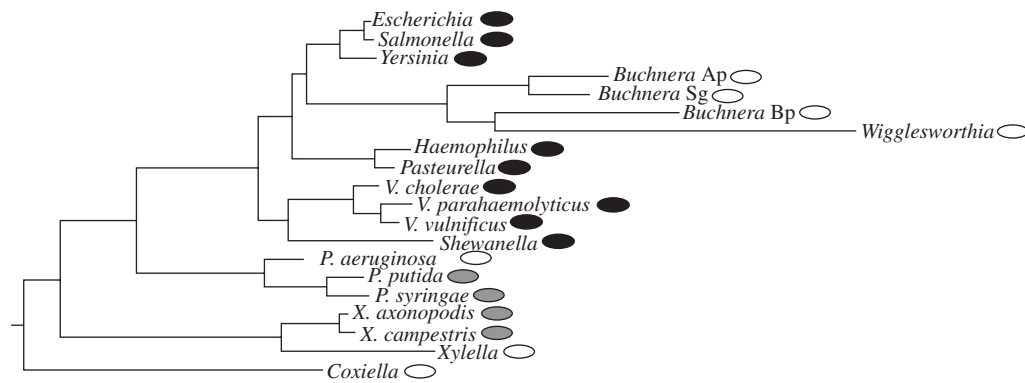 Escherichia
Salmonella
Yersinia
Buchnera Ap
Buchnera Sg
Buchnera Bp
Wigglesworthia
Haemophilus
Pasteurella
V. cholerae
V. parahaemolyticus
V. vulnificus
Shewanella
P. aeruginosa
P. putida
P. syringae
X. axonopodis
X. campestris
Xylella
Coxiella